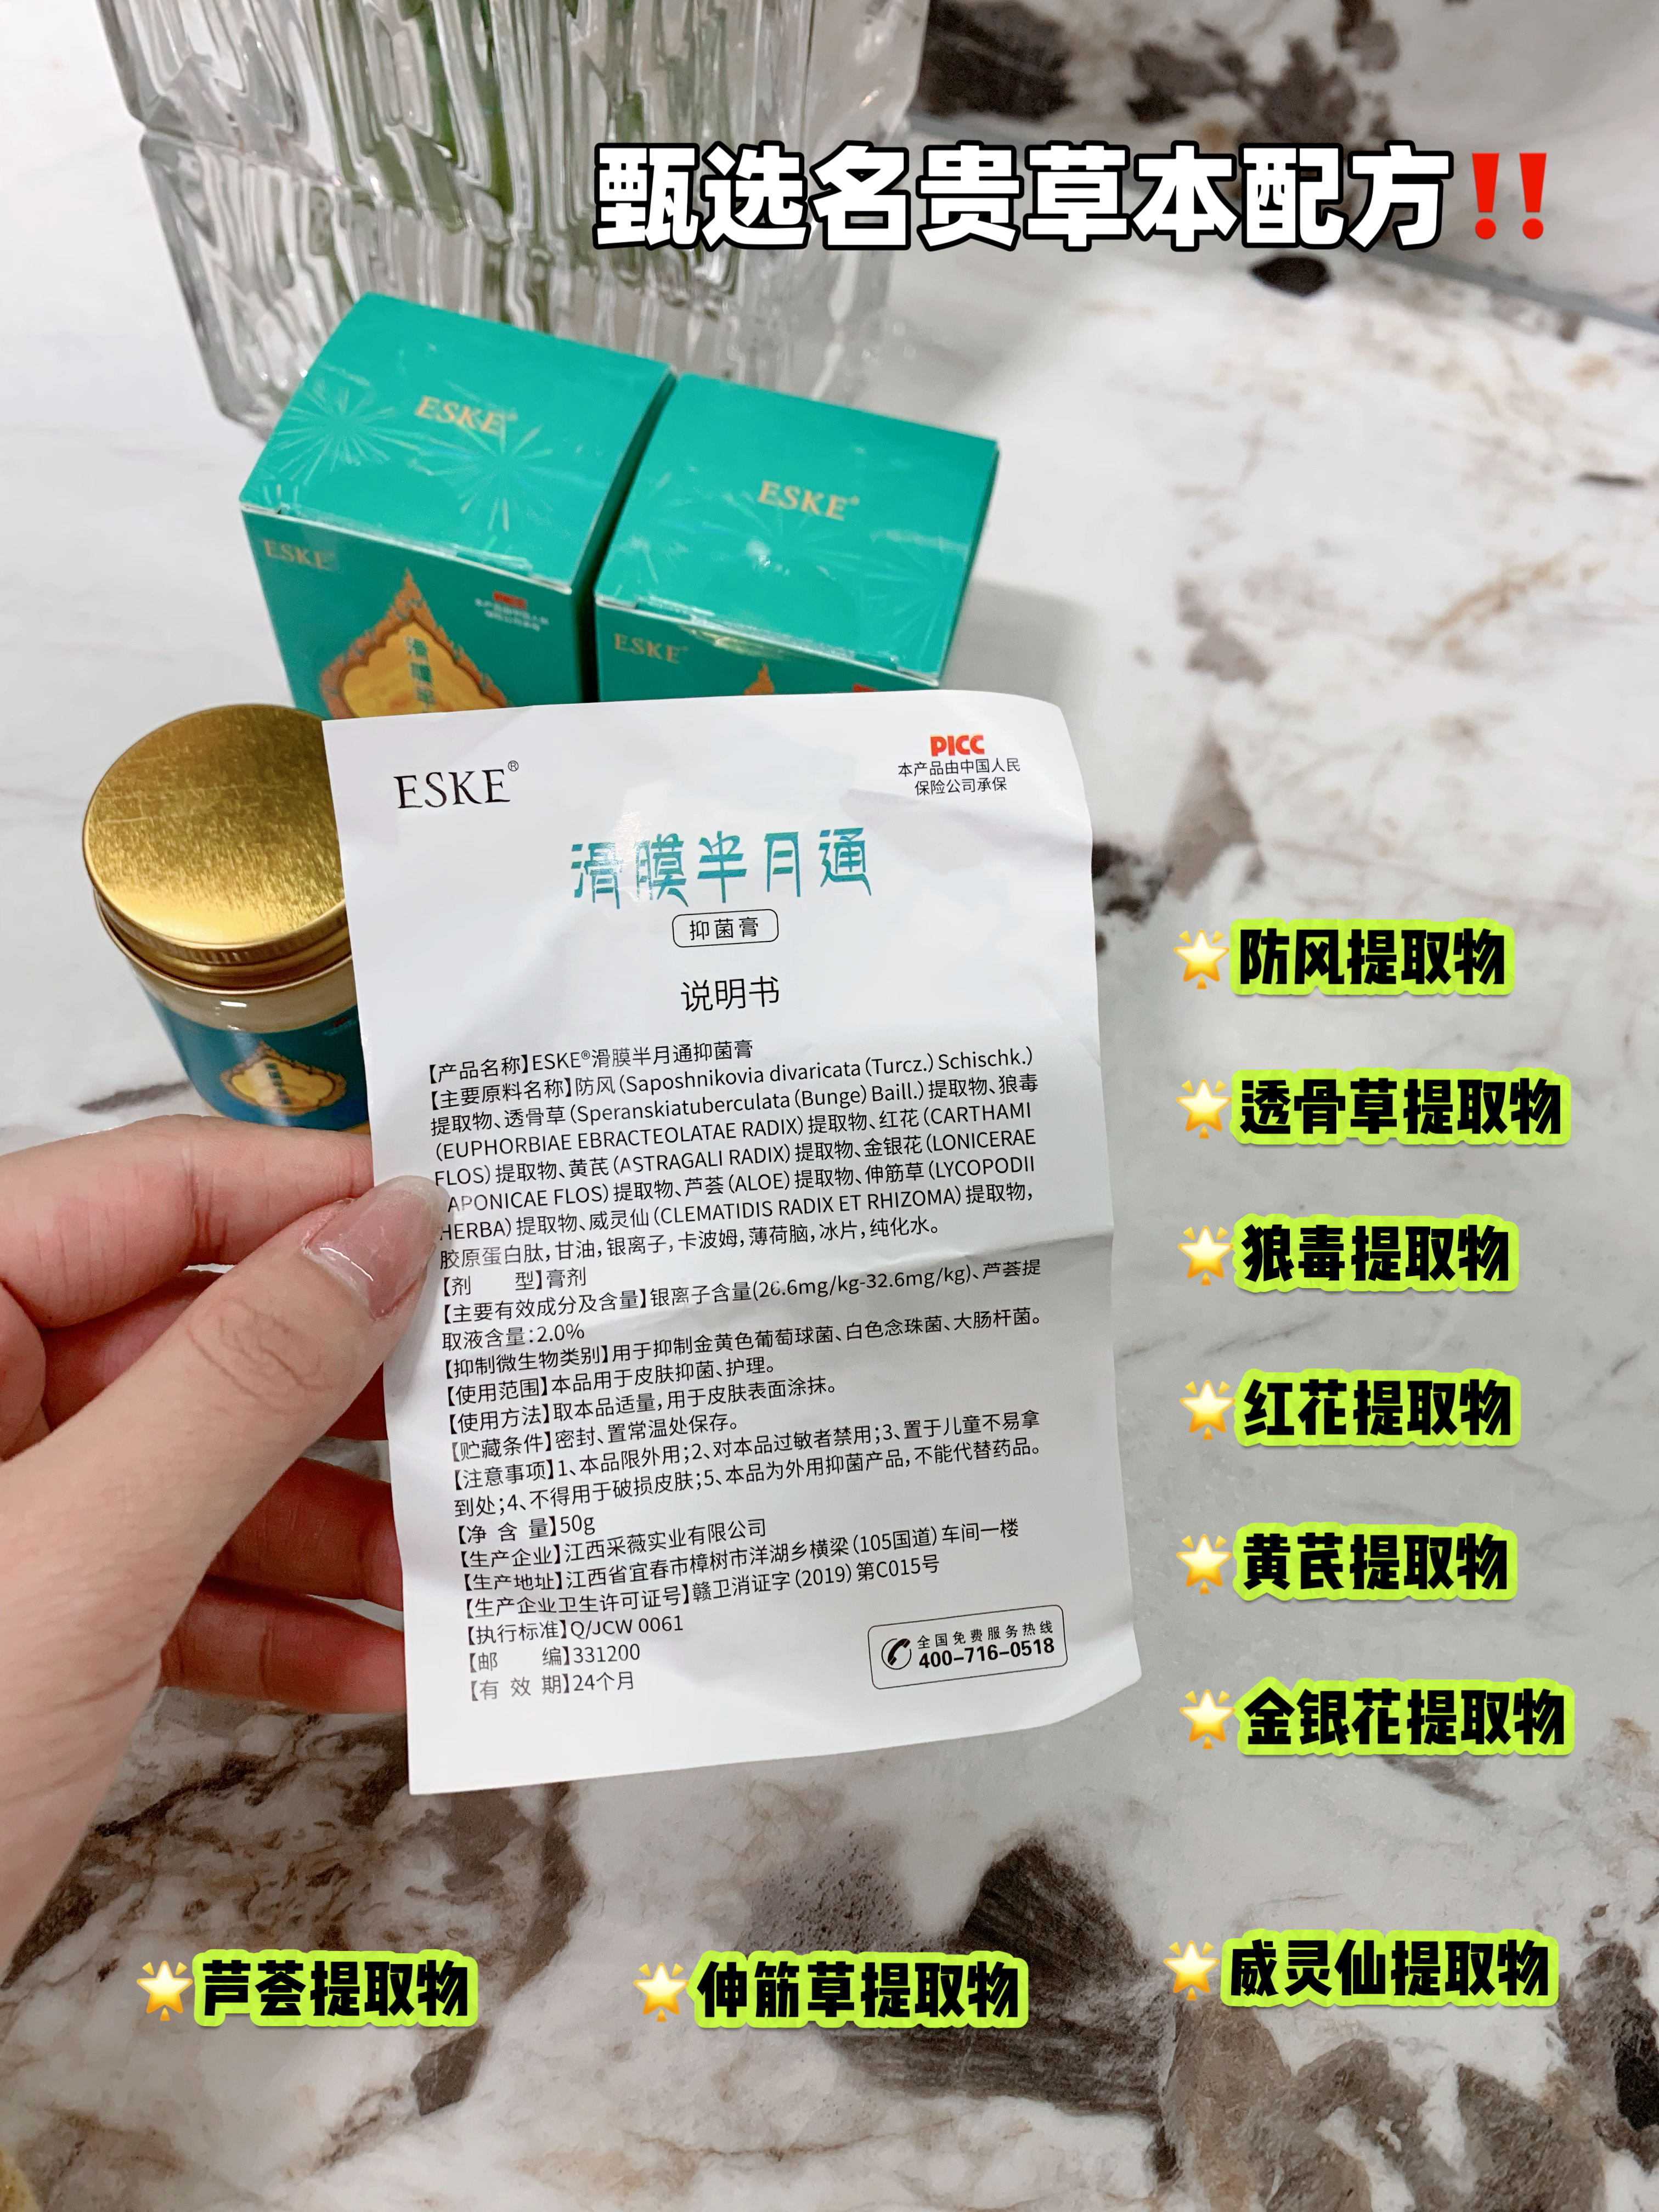 甄选名贵草本配方‼️
ESKE®
ESKE®
ESKE®
PICC
本产品由中国人民
保险公司承保
滑膜半
ESKE®
ESKE®
PICC
本产品由中国人民
保险公司承保
滑膜半月通
抑菌膏
说明书
【产品名称】ESKE®滑膜半月通抑菌膏
【主要原料名称】防风(Saposhnikovia divaricata (Turcz.) Schischk.)
提取物、透骨草(Speranskiatuberculata (Bunge) Baill.)提取物、狼毒
(EUPHORBIAE EBRACTEOLATAE RADIX)提取物、红花(CARTHAMI
FLOS)提取物、黄芪(ASTRAGALI RADIX)提取物、金银花(LONICERAE
APONICAE FLOS)提取物、芦荟(ALOE)提取物、伸筋草(LYCOPODII
HERBA)提取物、威灵仙(CLEMATIDIS RADIX ET RHIZOMA)提取物,
胶原蛋白肽,甘油,银离子,卡波姆,薄荷脑,冰片,纯化水。
【剂 型】膏剂
【主要有效成分及含量】银离子含量(26.6mg/kg-32.6mg/kg)、芦荟提
取液含量:2.0%
【抑制微生物类别】用于抑制金黄色葡萄球菌、白色念珠菌、大肠杆菌。
【使用范围】本品用于皮肤抑菌、护理。
【使用方法】取本品适量,用于皮肤表面涂抹。
【贮藏条件】密封、置常温处保存。
【注意事项】1、本品限外用;2、对本品过敏者禁用;3、置于儿童不易拿
到处;4、不得用于破损皮肤;5、本品为外用抑菌产品,不能代替药品。
【净 含 量】50g
【生产企业】江西采薇实业有限公司
【生产地址】江西省宜春市樟树市洋湖乡横梁(105国道)车间一楼
【生产企业卫生许可证号】赣卫消证字(2019)第C015号
【执行标准】Q/JCW 0061
【邮 编】331200
【有 效 期】24个月
全国免费服务热线
400-716-0518
🌟防风提取物
🌟透骨草提取物
🌟狼毒提取物
🌟红花提取物
🌟黄芪提取物
🌟金银花提取物
🌟芦荟提取物
🌟伸筋草提取物
🌟威灵仙提取物